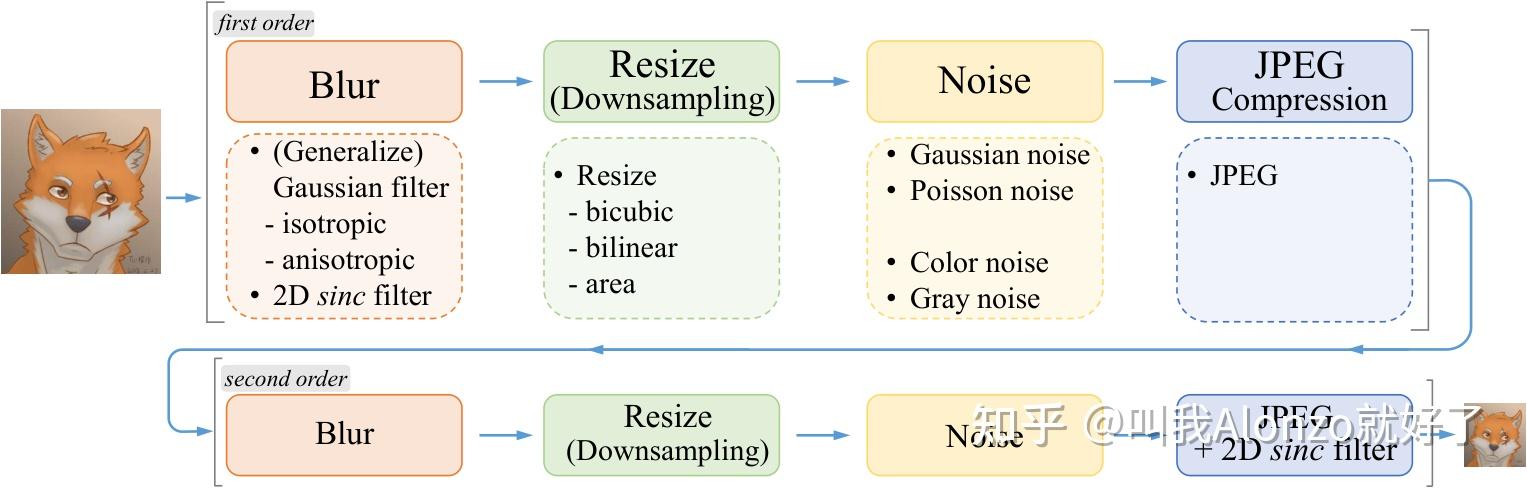 first order
Blur
Resize
(Downsampling)
Noise
JPEG
Compression
• (Generalize)
Gaussian filter
- isotropic
- anisotropic
• 2D sinc filter
• Resize
- bicubic
- bilinear
- area
• Gaussian noise
• Poisson noise
• Color noise
• Gray noise
• JPEG
second order
Blur
Resize
(Downsampling)
Noise
JPEG
+ 2D sinc filter
知乎 @叫我Alonzo就好了